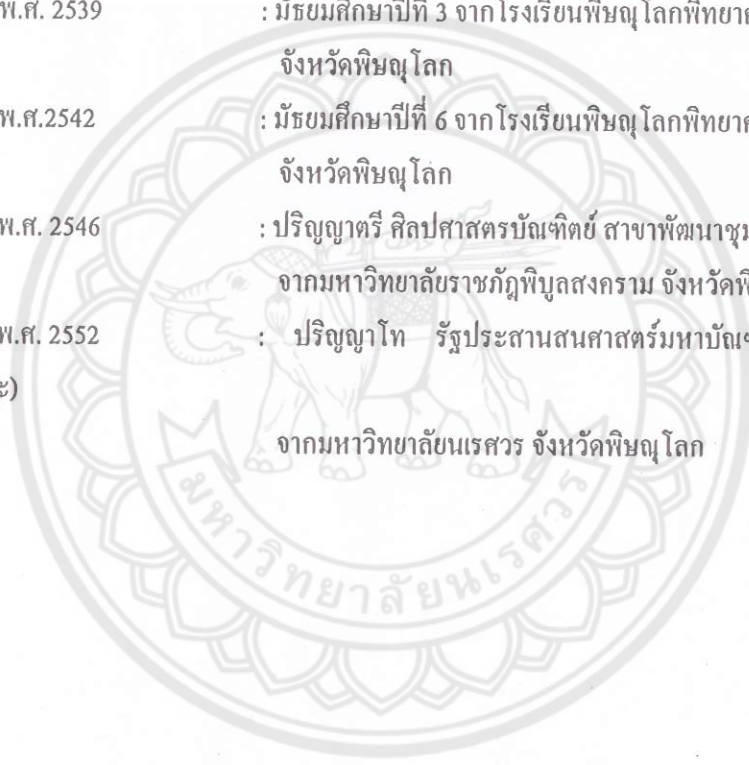 พ.ศ. 2539 : มัธยมศึกษาปีที่ 3 จากโรงเรียนพิษณุโลกพิทยา
จังหวัดพิษณุโลก
พ.ศ.2542 : มัธยมศึกษาปีที่ 6 จากโรงเรียนพิษณุโลกพิทยา
จังหวัดพิษณุโลก
พ.ศ. 2546 : ปริญญาตรี ศิลปศาสตรบัณฑิตย์ สาขาพัฒนาชุม
จากมหาวิทยาลัยราชภัฎพิบูลสงคราม จังหวัดพิ
พ.ศ. 2552 : ปริญญาโท รัฐประสานสนศาสตร์มหาบัณฑ
ะ)
จากมหาวิทยาลัยนเรศวร จังหวัดพิษณุโลก
มหาวิทยาลัยนเรศวร